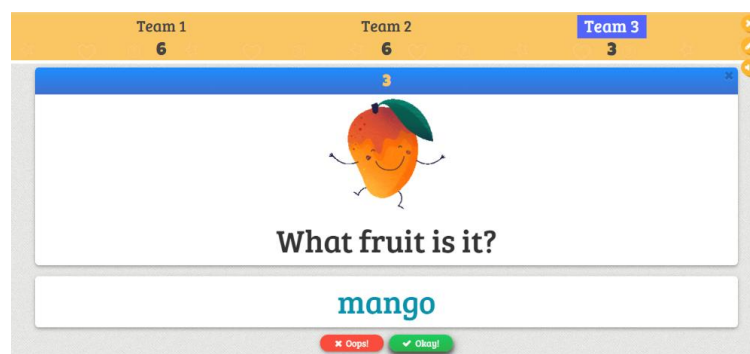 Team 1
6
Team 2
6
Team 3
3
3
What fruit is it?
mango
× Oops!
✓ Okay!